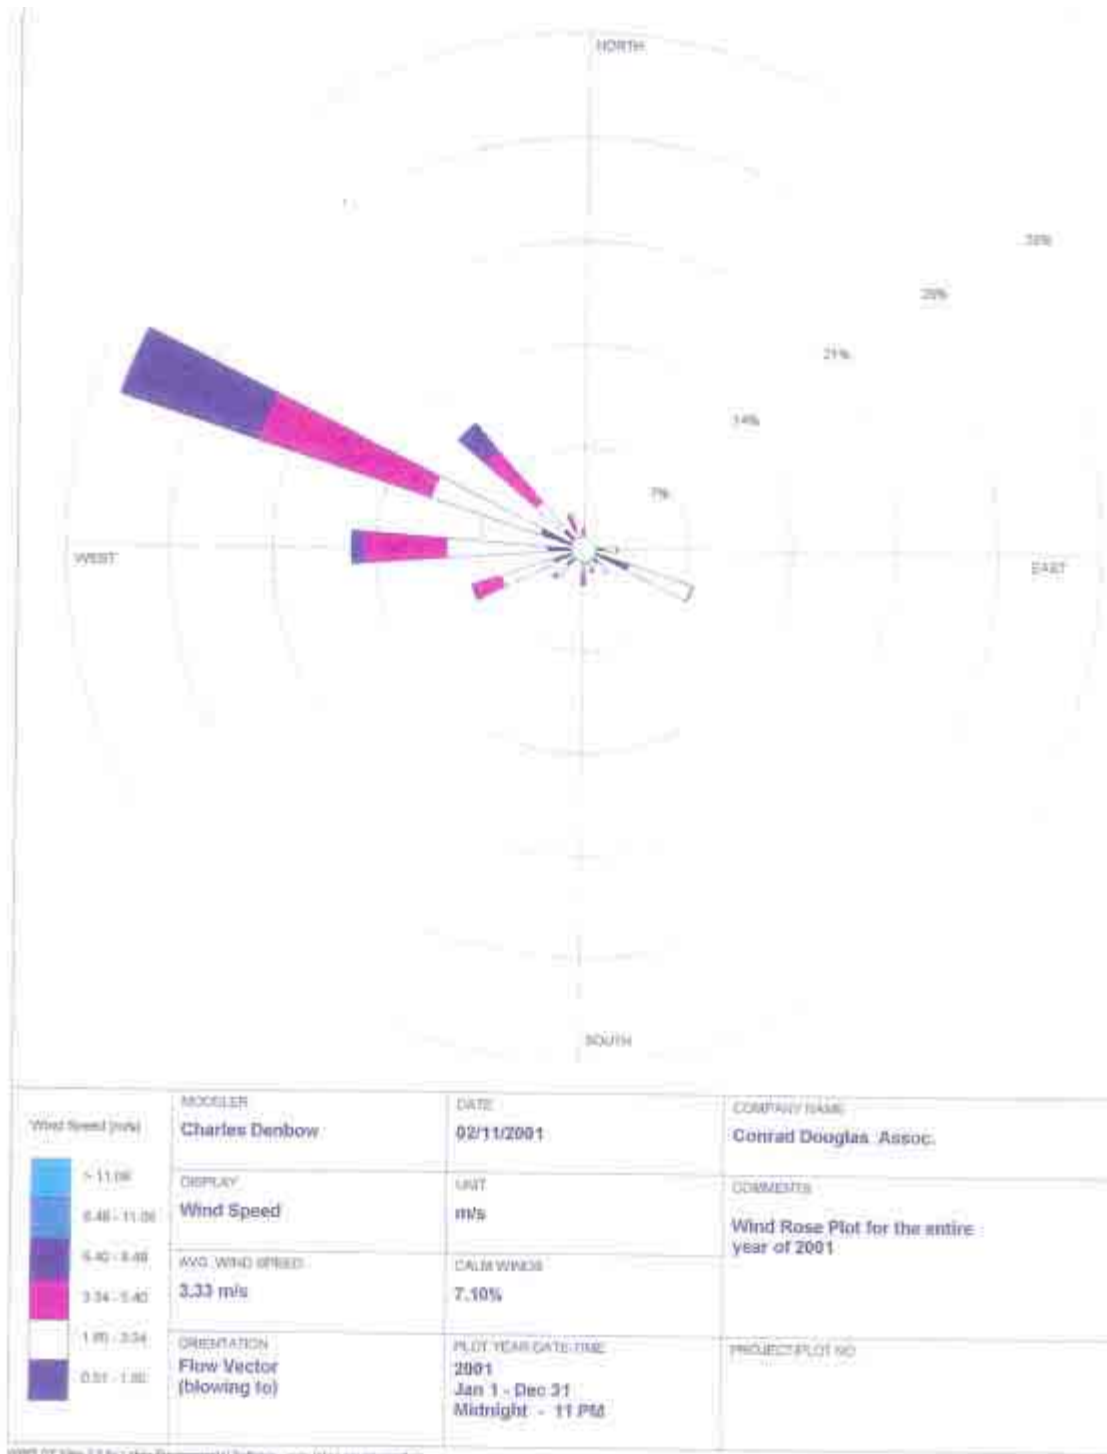 NORTH
21%
14%
7%
WEST
EAST
SOUTH
Wind Speed (m/s)
> 11.06
8.49 - 11.06
5.40 - 8.49
3.34 - 5.40
1.80 - 3.34
0.51 - 1.80
MODELER
Charles Denbow
DATE
02/11/2001
COMPANY NAME
Conrad Douglas Assoc.
DISPLAY
Wind Speed
UNIT
m/s
COMMENTS
Wind Rose Plot for the entire
year of 2001
AVG. WIND SPEED
3.33 m/s
CALM WINDS
7.10%
ORIENTATION
Flow Vector
(blowing to)
PLOT YEAR-DATE-TIME
2001
Jan 1 - Dec 31
Midnight - 11 PM
PROJECT/PLOT NO